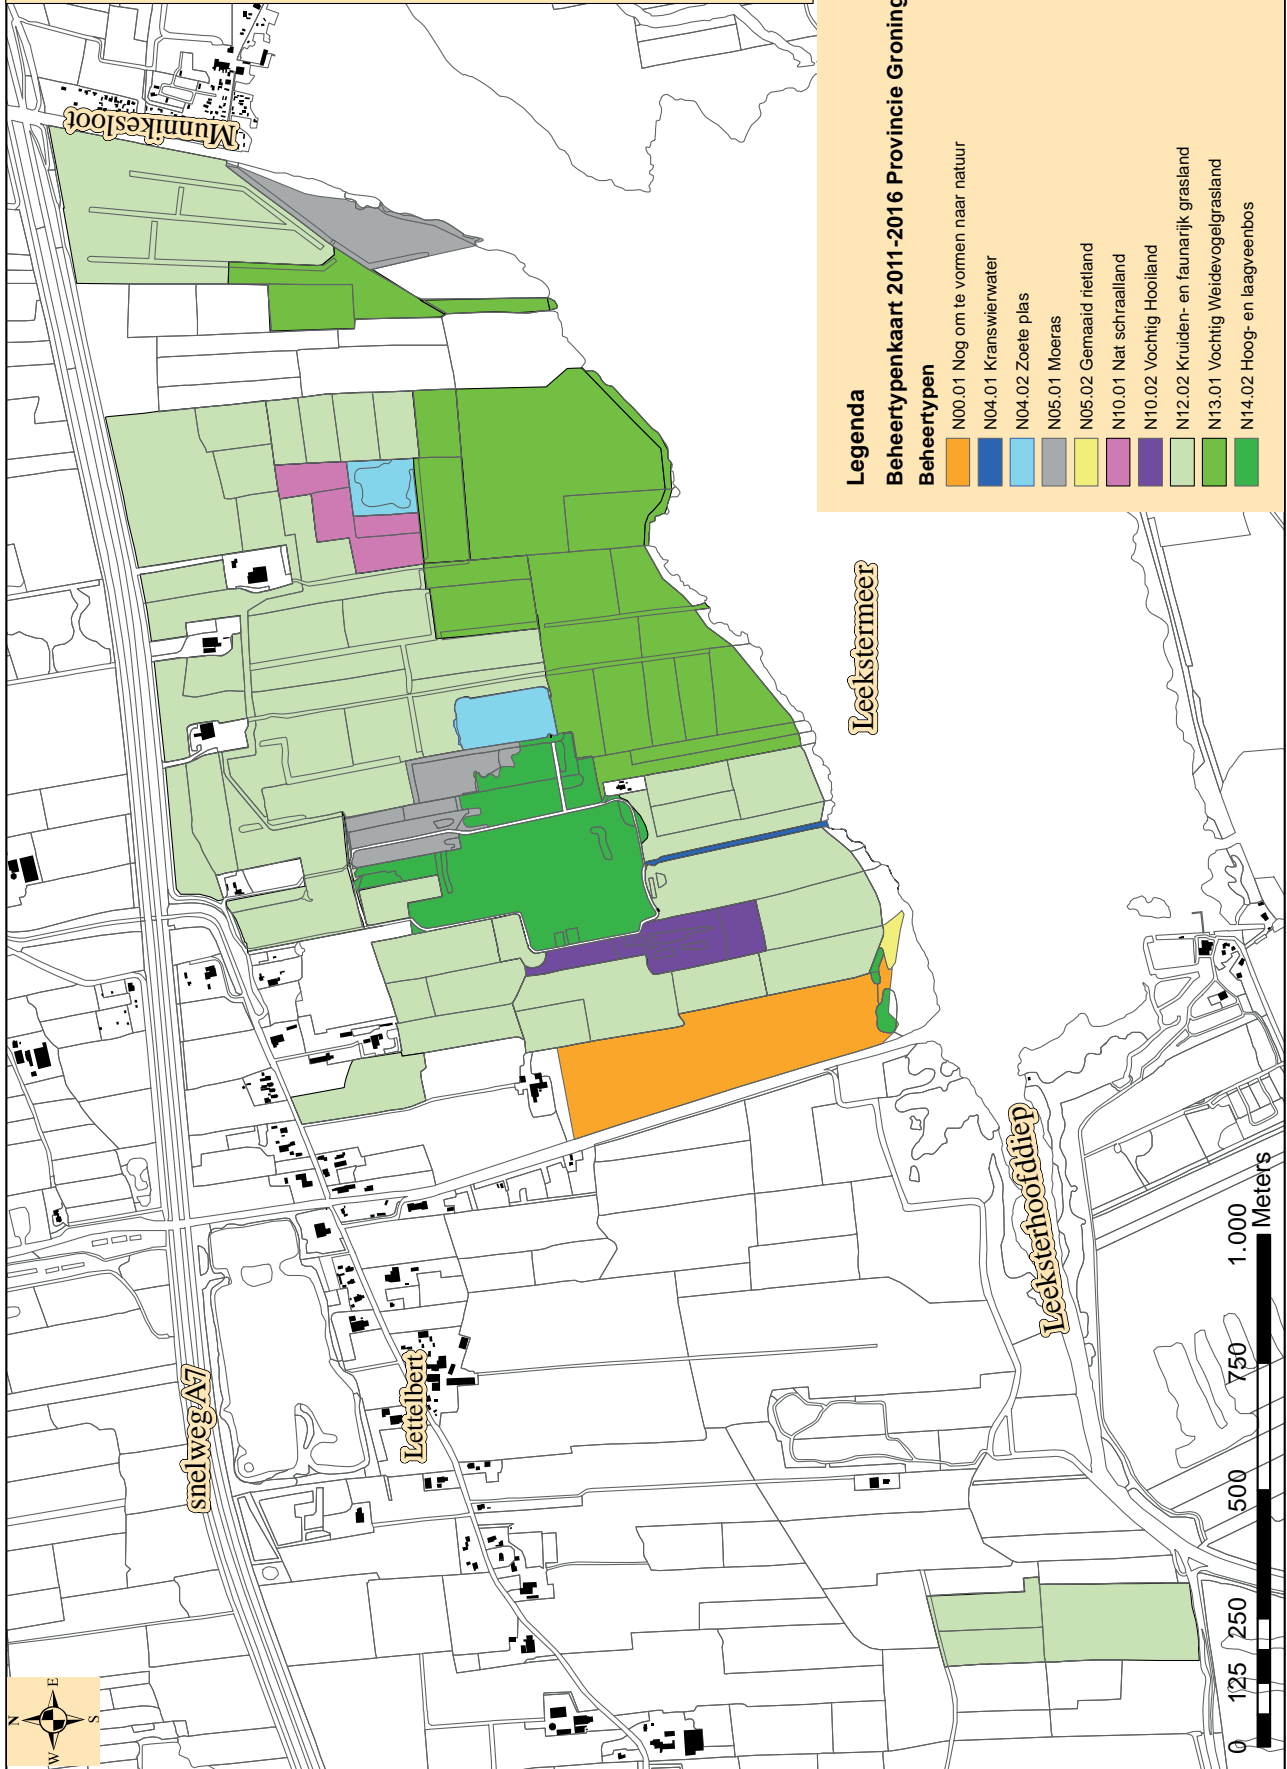 N
W
E
S
snelweg A7
Munnikesloot
Lettelbert
Leekstermeer
Leeksterhoofddiep
0 125 250 500 750 1.000
Meters
Legenda
Beheertypenkaart 2011-2016 Provincie Groning
Beheertypen
N00.01 Nog om te vormen naar natuur
N04.01 Kranswierwater
N04.02 Zoete plas
N05.01 Moeras
N05.02 Gemaaid rietland
N10.01 Nat schraalland
N10.02 Vochtig Hooiland
N12.02 Kruiden- en faunarijk grasland
N13.01 Vochtig Weidevogelgrasland
N14.02 Hoog- en laagveenbos